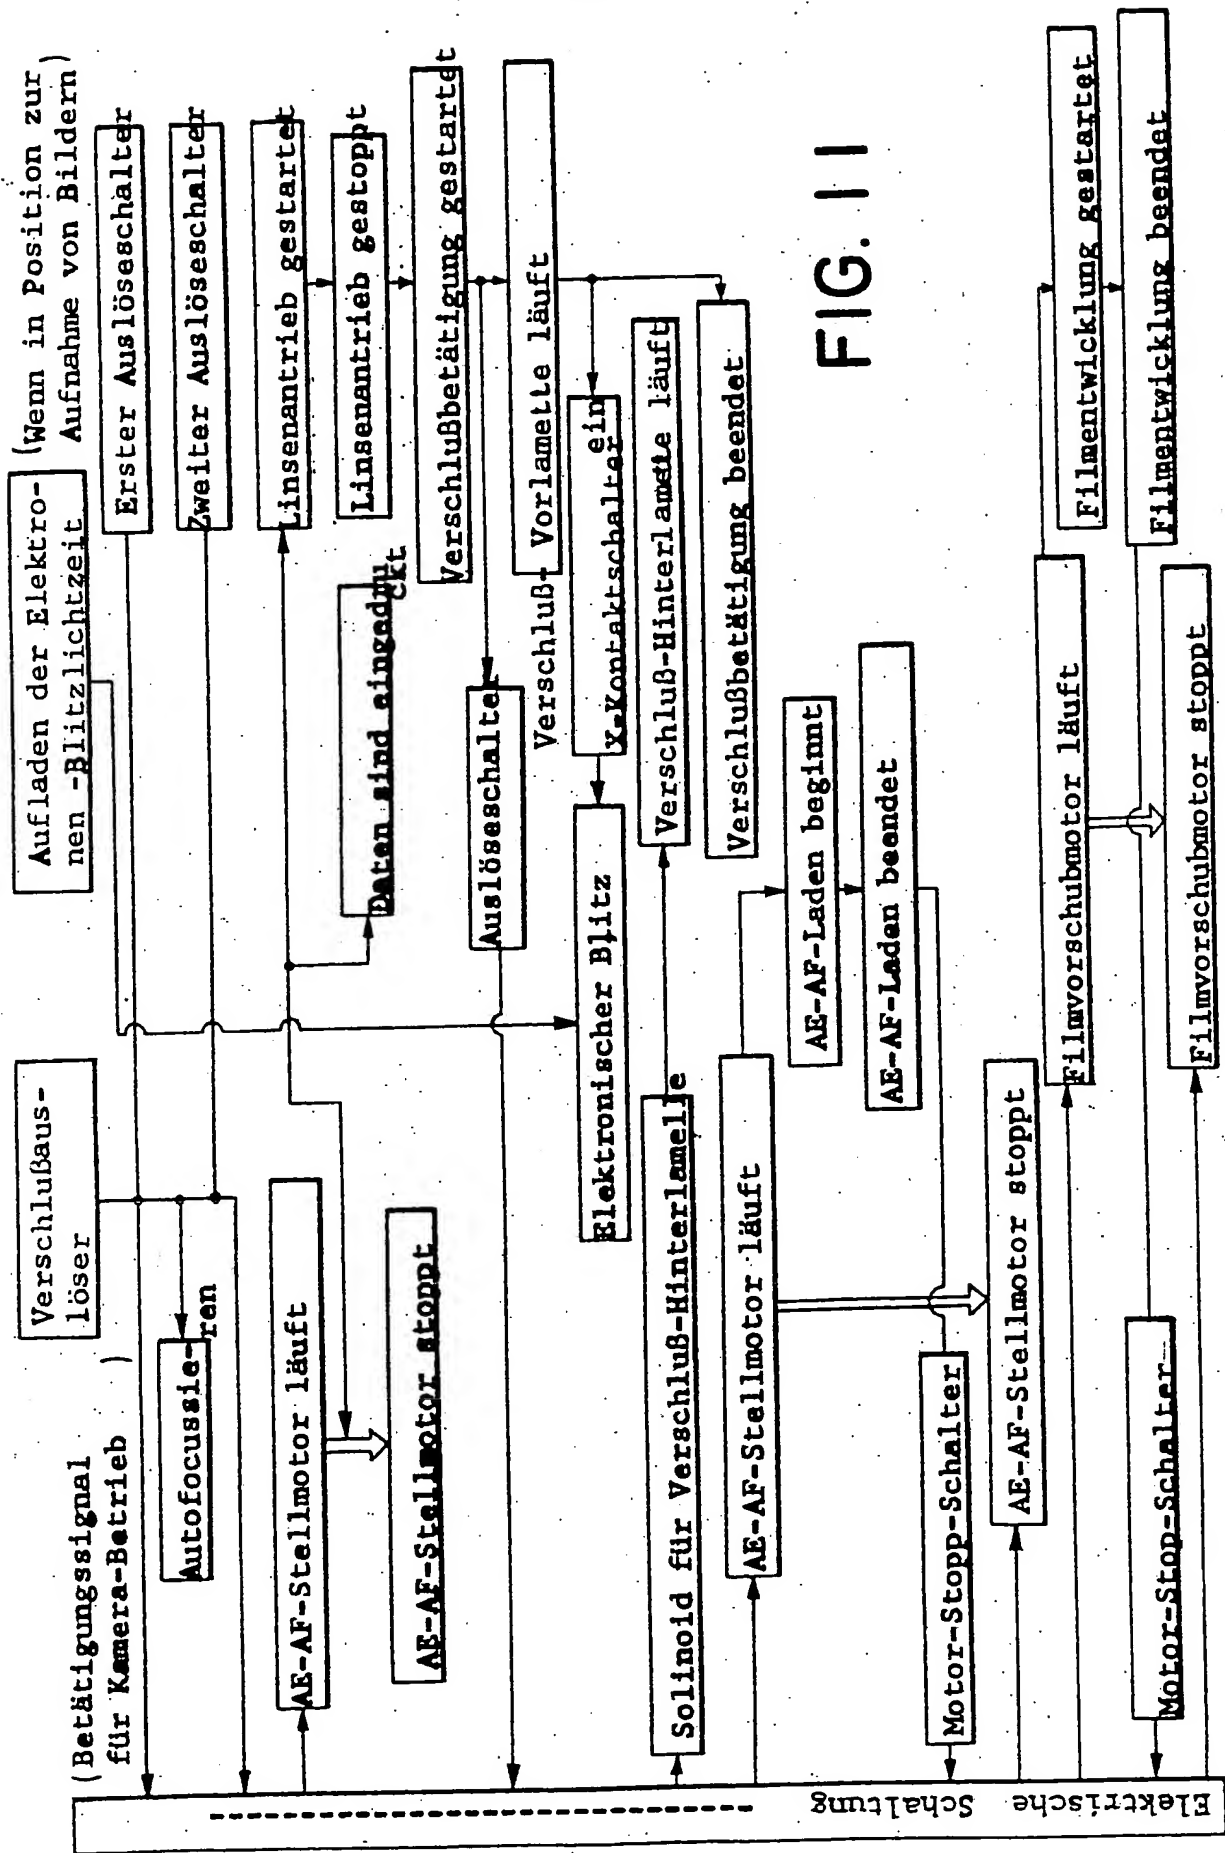 (Betätigungssignal
für Kamera-Betrieb )
Verschlußaus-
löser
Aufladen der Elektro-
nen -Blitzlichtzeit
(Wenn in Position zur
Aufnahme von Bildern)
Erster Auslöseschalter
Autofocussie-
ren
Zweiter Auslöseschalter
AE-AF-Stellmotor läuft
Linsenantrieb gestartet
AE-AF-Stellmotor stoppt
Daten sind eingedru
ckt
Linsenantrieb gestoppt
Verschlußbetätigung gestartet
Auslöseschalter
Verschluß- Vorlamelle läuft
Elektronischer Blitz
ein
X-Kontaktschalter
Solinoid für Verschluß-Hinterlamelle
Verschluß-Hinterlamelle läuft
AE-AF-Stellmotor läuft
Verschlußbetätigung beendet
AE-AF-Laden beginnt
AE-AF-Laden beendet
FIG. 11
Motor-Stopp-Schalter
AE-AF-Stellmotor stoppt
Filmvorschubmotor läuft
Filmentwicklung gestartet
Motor-Stop-Schalter
Filmentwicklung beendet
Filmvorschubmotor stoppt
Elektrische Schaltung